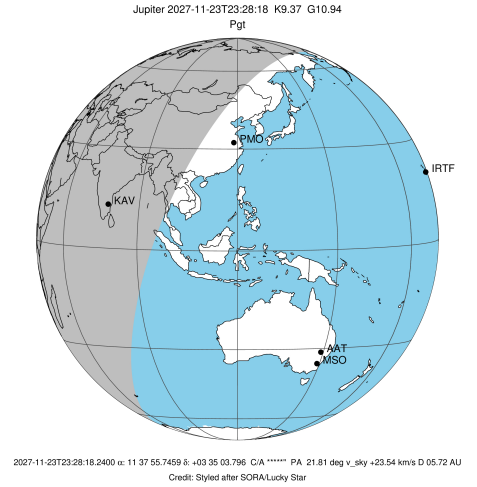 Jupiter 2027-11-23T23:28:18 K9.37 G10.94
Pgt
PMO
IRTF
KAV
AAT
MSO
2027-11-23T23:28:18.2400 α: 11 37 55.7459 δ: +03 35 03.796 C/A *****" PA 21.81 deg v_sky +23.54 km/s D 05.72 AU
Credit: Styled after SORA/Lucky Star